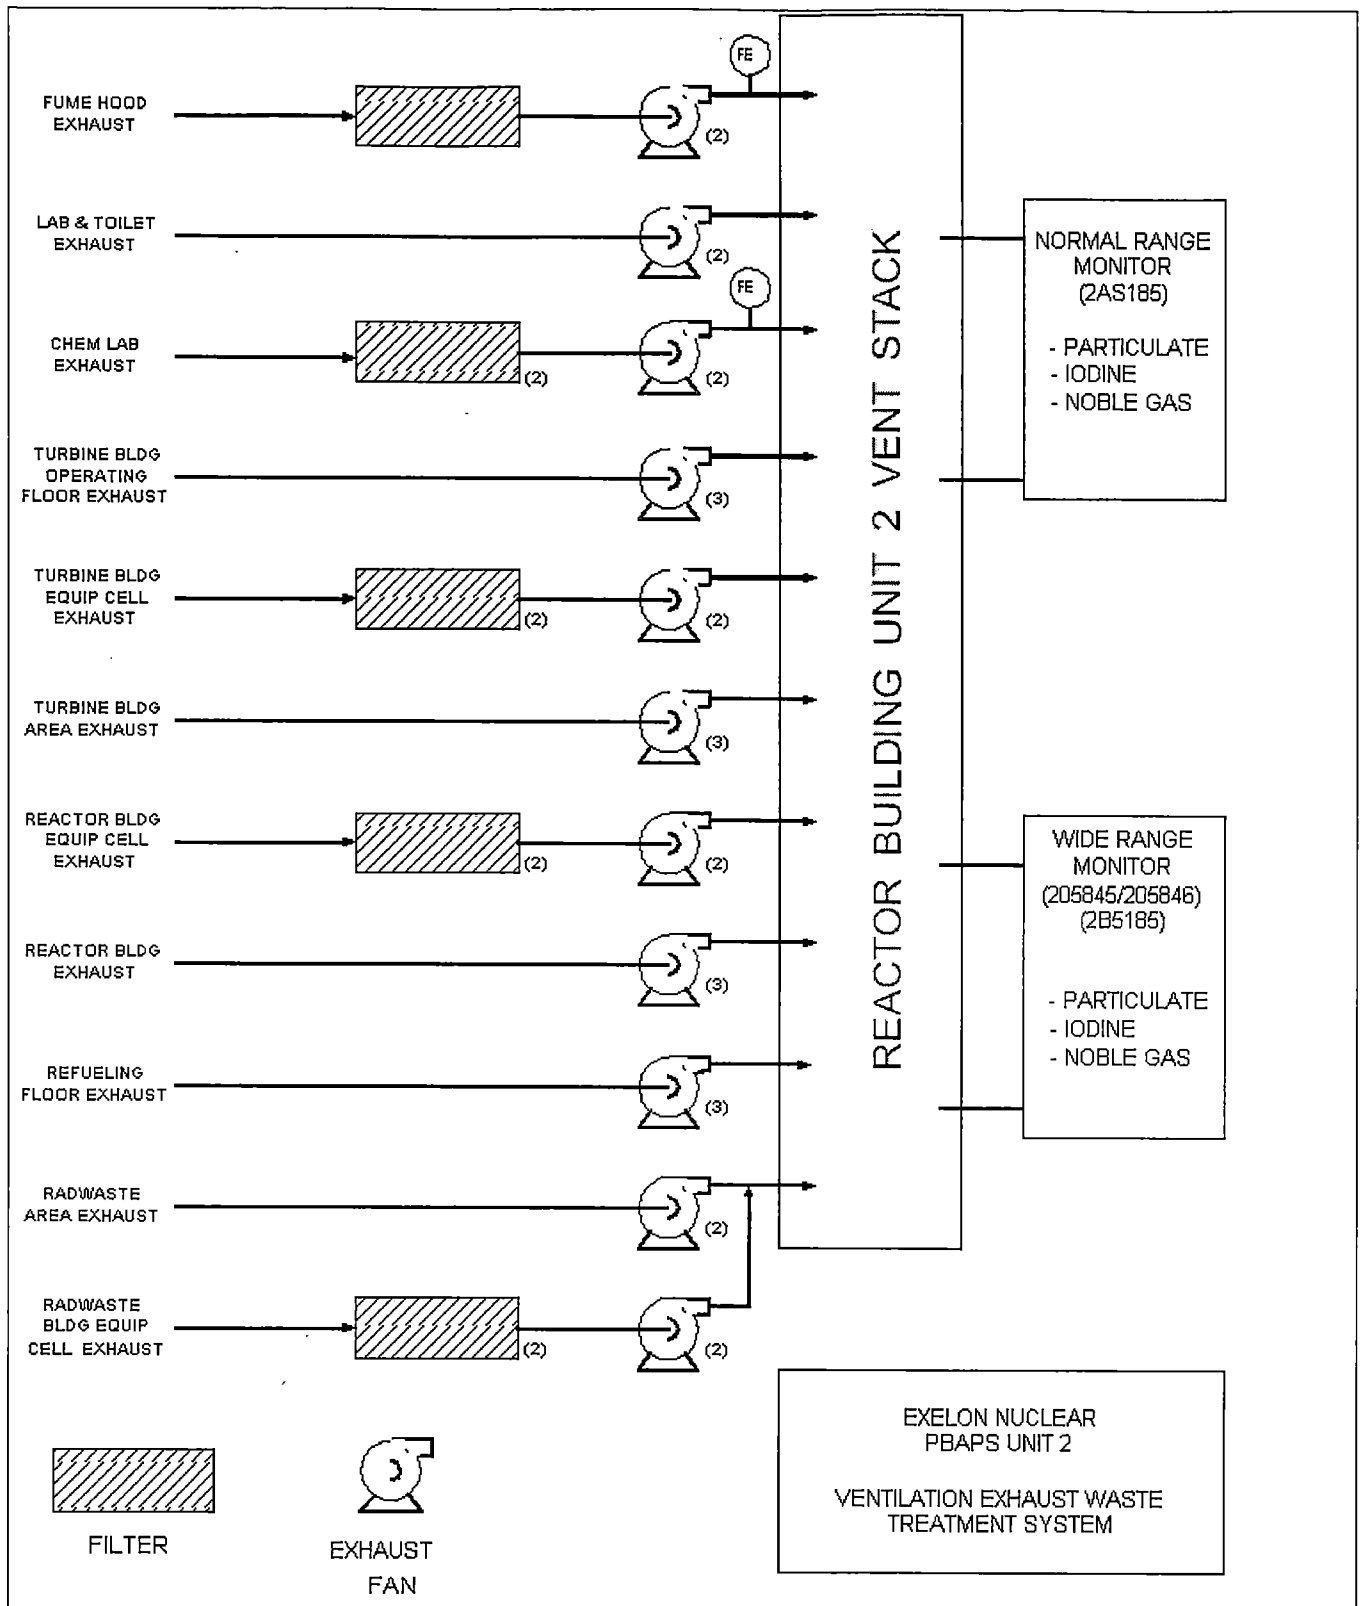 FE
FUME HOOD
EXHAUST
(2)
LAB & TOILET
EXHAUST
(2)
FE
CHEM LAB
EXHAUST
(2)
(2)
TURBINE BLDG
OPERATING
FLOOR EXHAUST
(3)
TURBINE BLDG
EQUIP CELL
EXHAUST
(2)
(2)
TURBINE BLDG
AREA EXHAUST
(3)
REACTOR BLDG
EQUIP CELL
EXHAUST
(2)
(2)
REACTOR BLDG
EXHAUST
(3)
REFUELING
FLOOR EXHAUST
(3)
RADWASTE
AREA EXHAUST
(2)
RADWASTE
BLDG EQUIP
CELL EXHAUST
(2)
(2)
REACTOR BUILDING UNIT 2 VENT STACK
NORMAL RANGE
MONITOR
(2AS185)
- PARTICULATE
- IODINE
- NOBLE GAS
WIDE RANGE
MONITOR
(205845/205846)
(2B5185)
- PARTICULATE
- IODINE
- NOBLE GAS
FILTER
EXHAUST
FAN
EXELON NUCLEAR
PBAPS UNIT 2
VENTILATION EXHAUST WASTE
TREATMENT SYSTEM